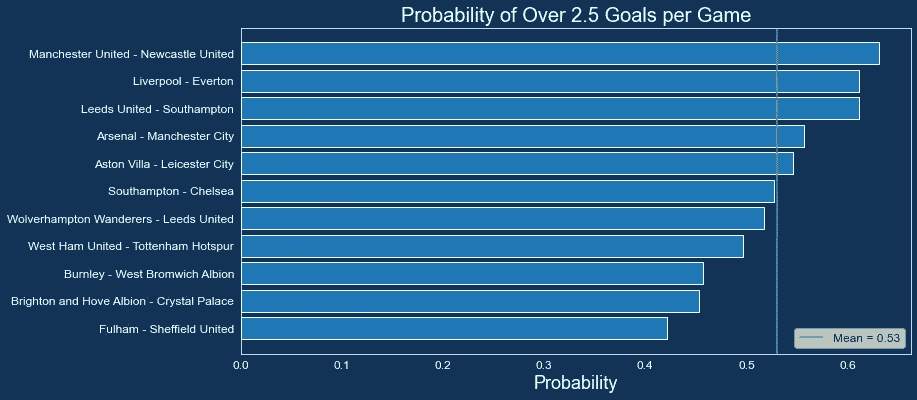 Probability of Over 2.5 Goals per Game
Manchester United - Newcastle United
Liverpool - Everton
Leeds United - Southampton
Arsenal - Manchester City
Aston Villa - Leicester City
Southampton - Chelsea
Wolverhampton Wanderers - Leeds United
West Ham United - Tottenham Hotspur
Burnley - West Bromwich Albion
Brighton and Hove Albion - Crystal Palace
Fulham - Sheffield United
Mean = 0.53
0.0 0.1 0.2 0.3 0.4 0.5 0.6
Probability